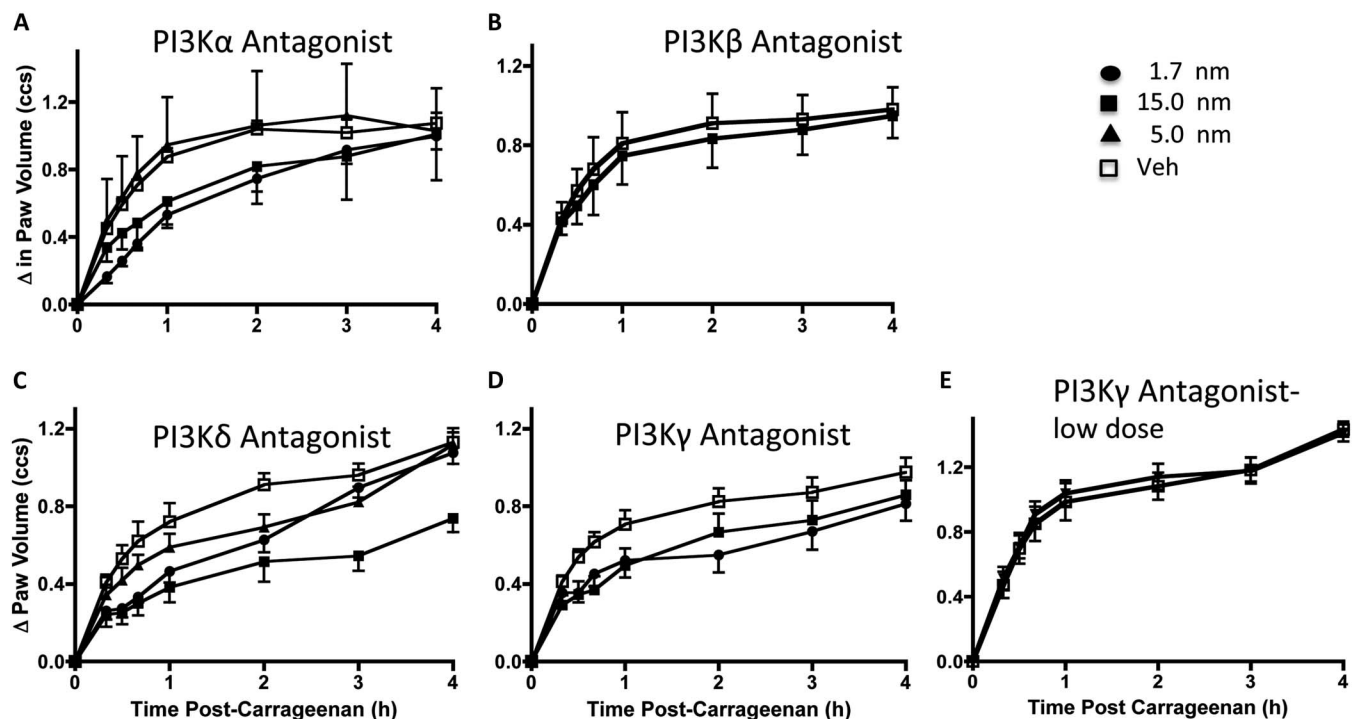 A
PI3Kα Antagonist
Δ in Paw Volume (ccs)
1.2
0.8
0.4
0.0
0 1 2 3 4
B
PI3Kβ Antagonist
1.2
0.8
0.4
0.0
0 1 2 3 4
1.7 nm
15.0 nm
5.0 nm
Veh
C
PI3Kδ Antagonist
Δ Paw Volume (ccs)
1.2
0.8
0.4
0.0
0 1 2 3 4
Time Post-Carrageenan (h)
D
PI3Kγ Antagonist
1.2
0.8
0.4
0.0
0 1 2 3 4
Time Post-Carrageenan (h)
E
PI3Kγ Antagonist-
low dose
1.2
0.8
0.4
0.0
0 1 2 3 4
Time Post Carrageenan (h)